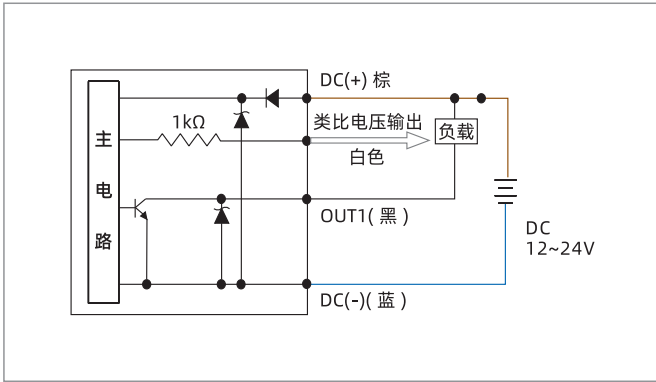 DC(+) 棕
1kΩ
类比电压输出
负载
主
白色
电
OUT1( 黑 )
路
DC
12~24V
DC(-)( 蓝 )